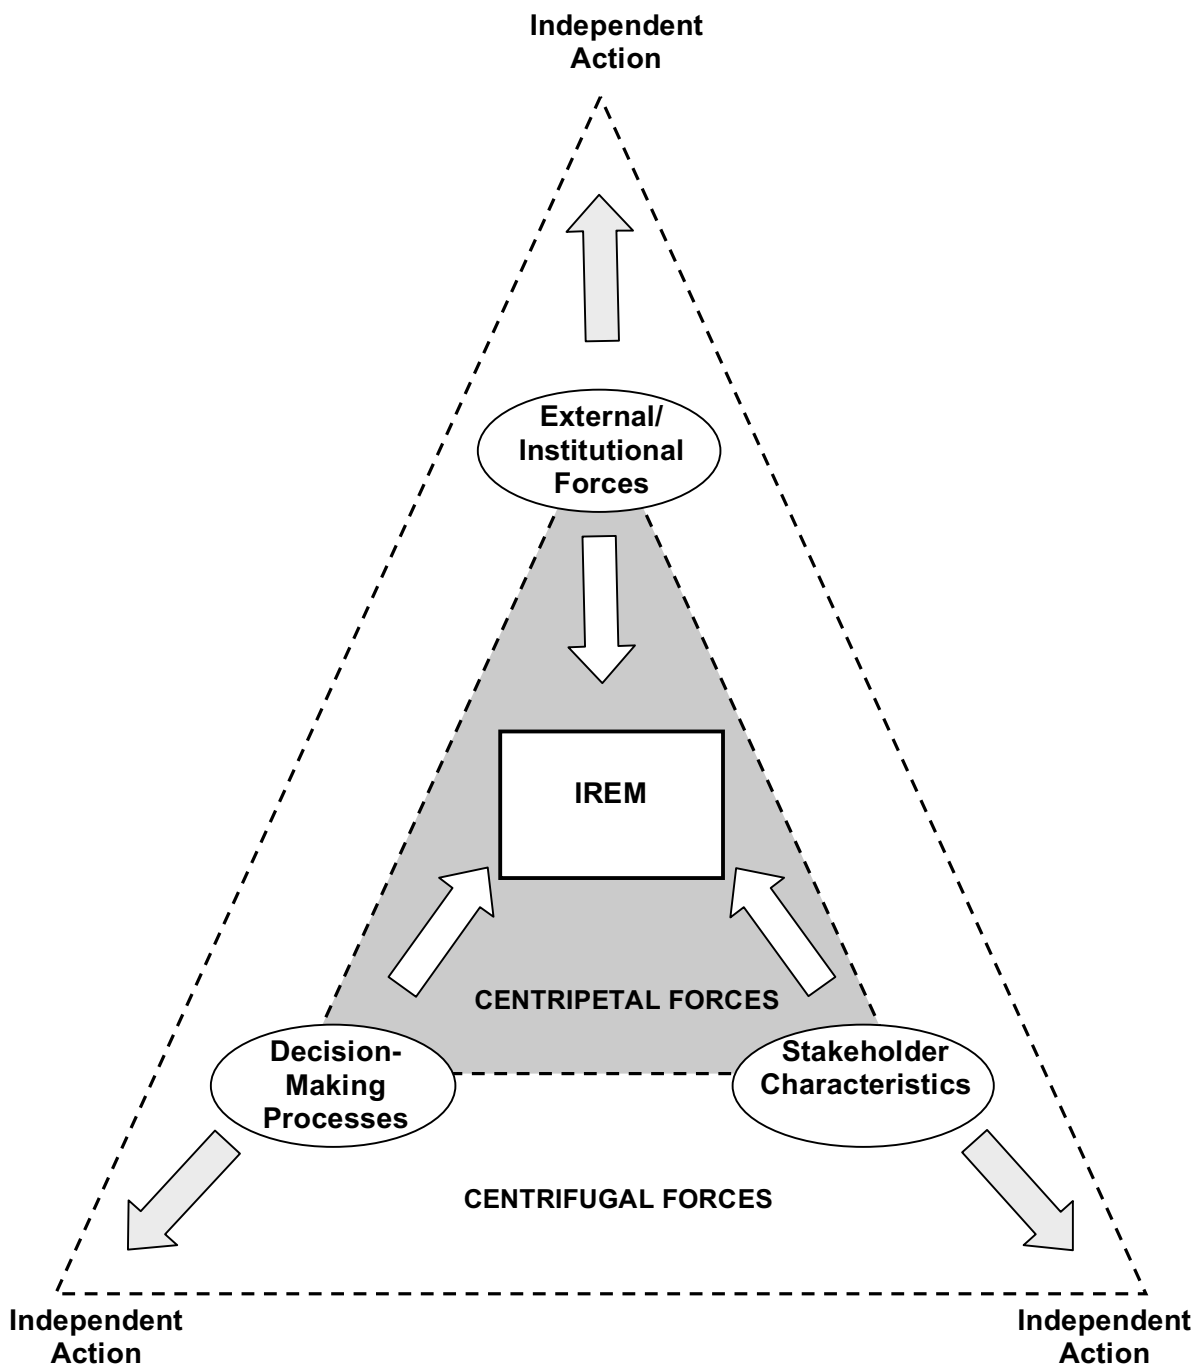 Independent
Action
External/
Institutional
Forces
IREM
CENTRIPETAL FORCES
Decision-
Making
Processes
Stakeholder
Characteristics
CENTRIFUGAL FORCES
Independent
Action
Independent
Action